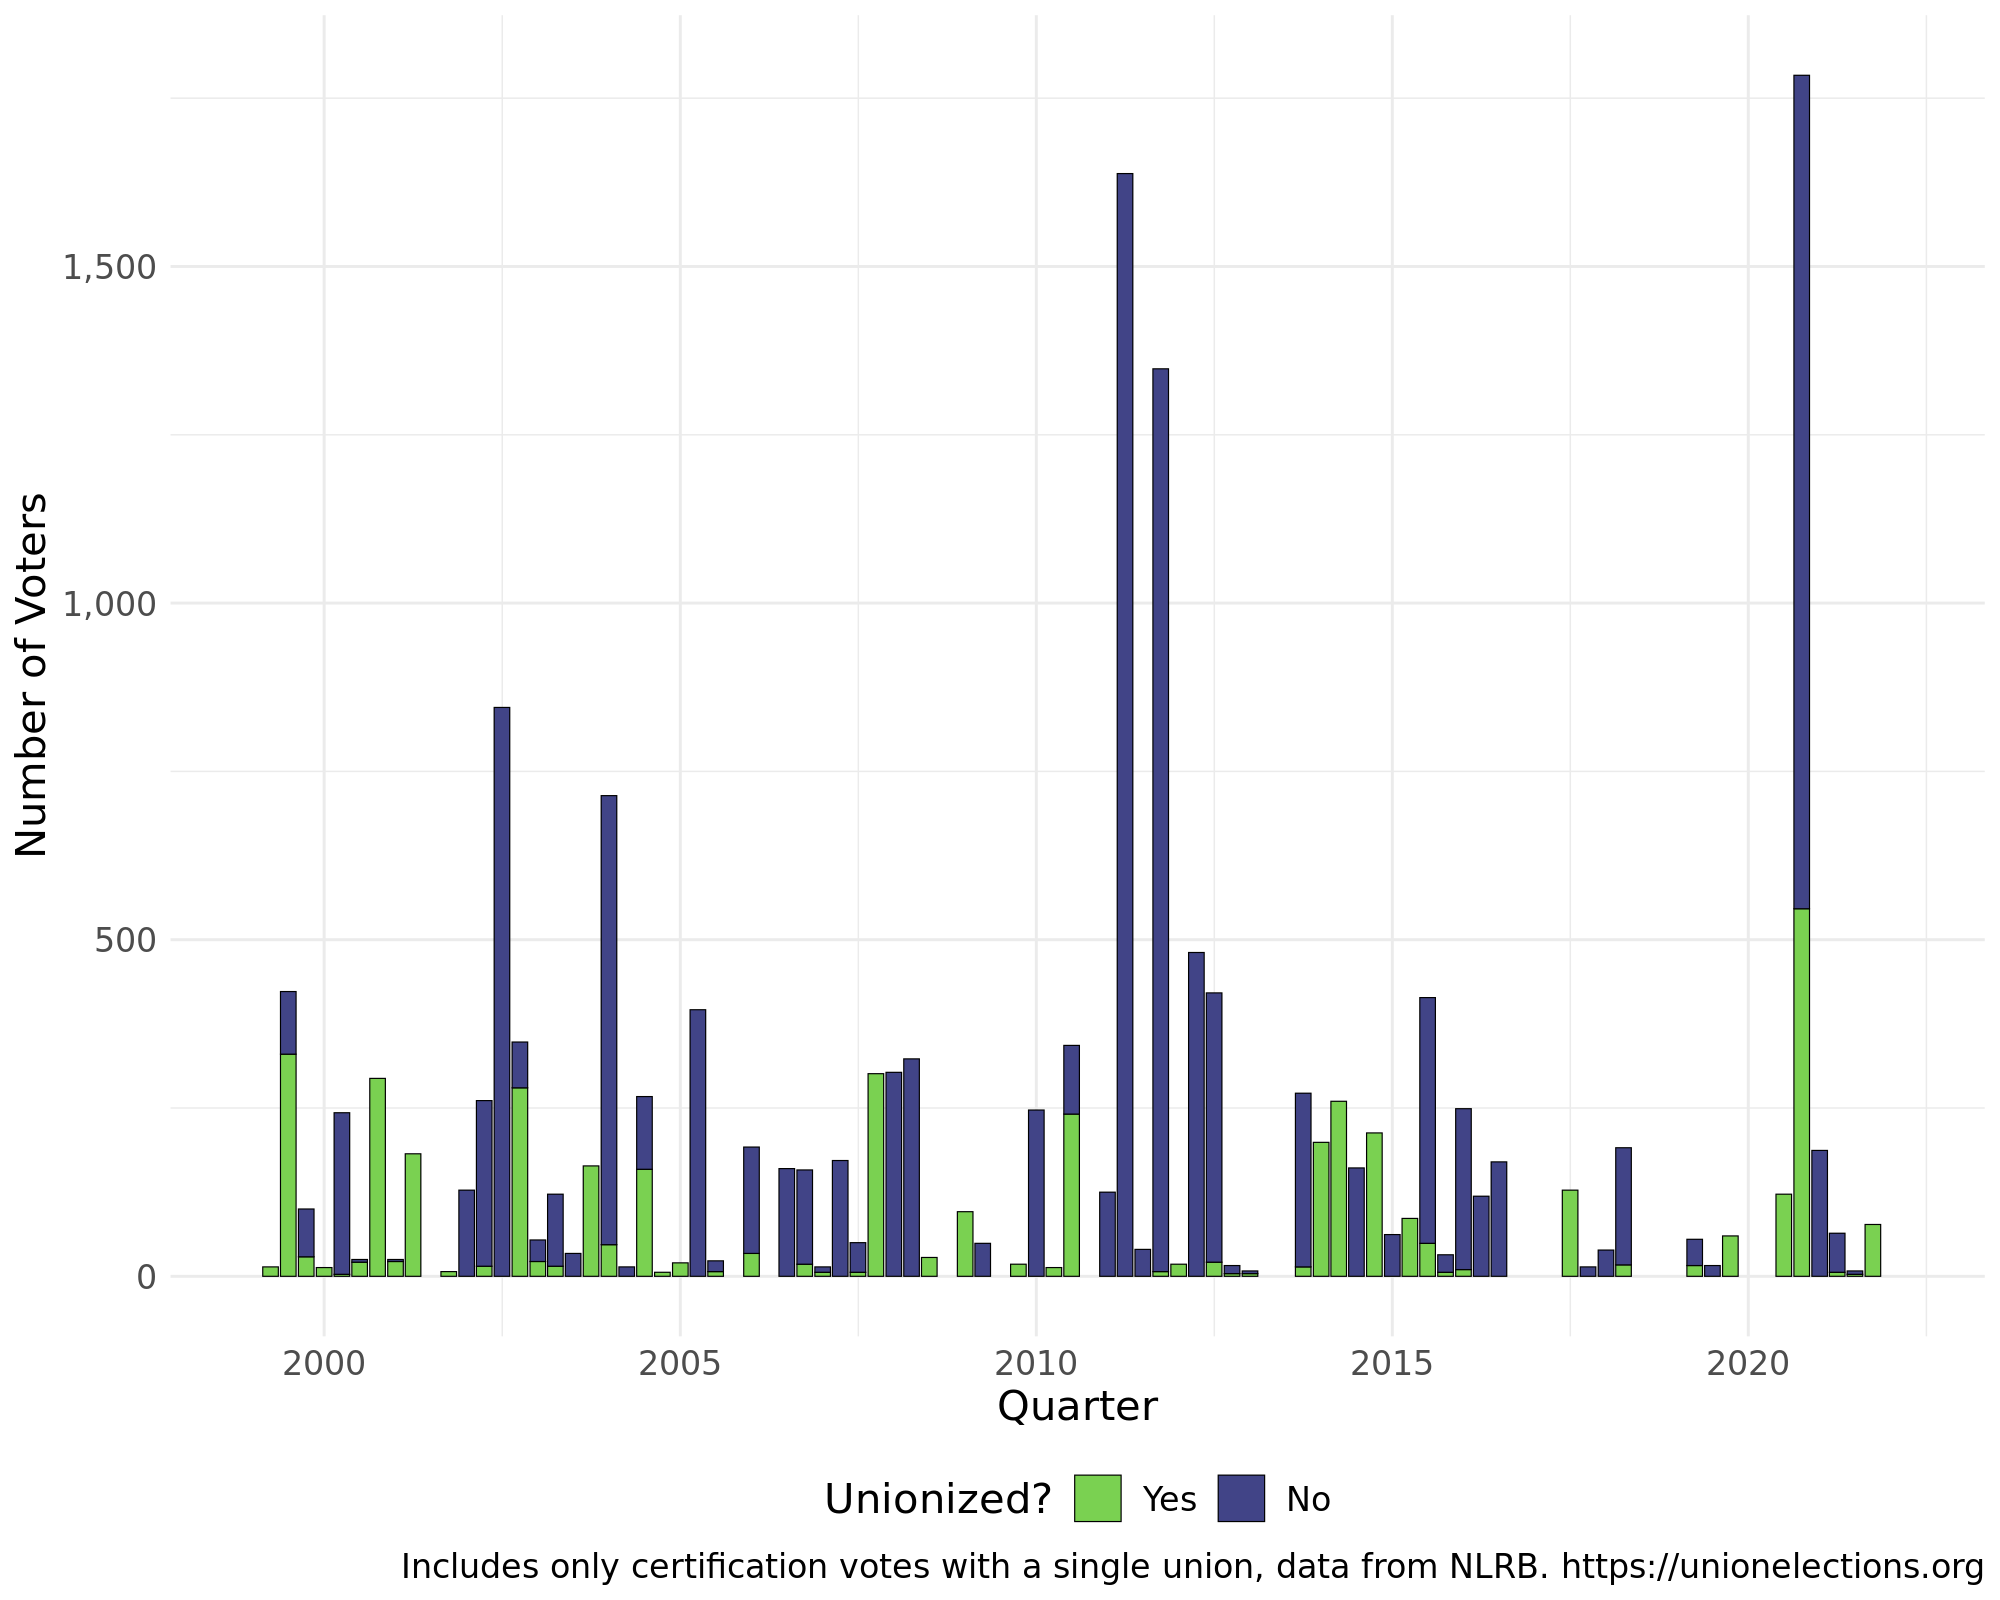 Number of Voters
1,500
1,000
500
0
2000 2005 2010 2015 2020
Quarter
Unionized? Yes No
Includes only certification votes with a single union, data from NLRB. https://unionelections.org